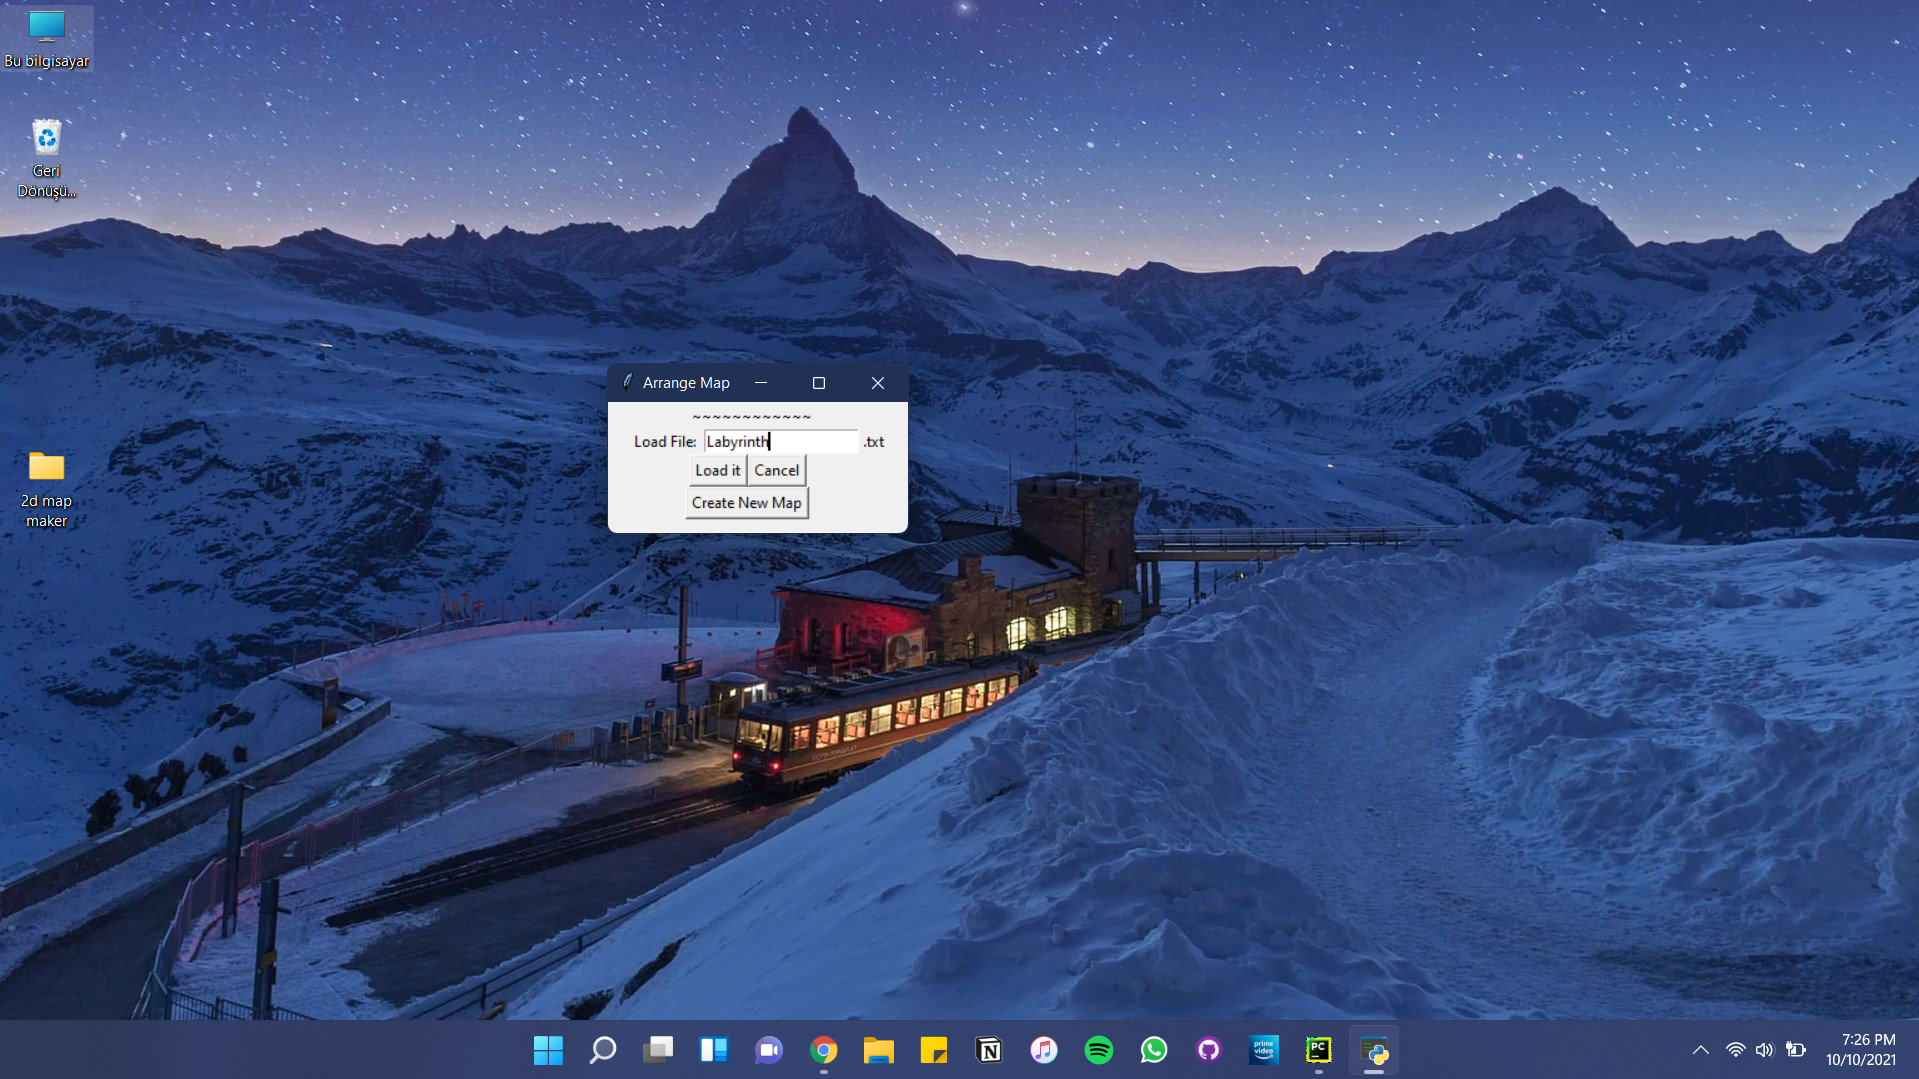 Bu bilgisayar
Geri
Dönüşü...
2d map
maker
Arrange Map
~~~~~~~~~~~~
Load File: Labyrinth .txt
Load it Cancel
Create New Map
prime
video
PC
7:26 PM
10/10/2021